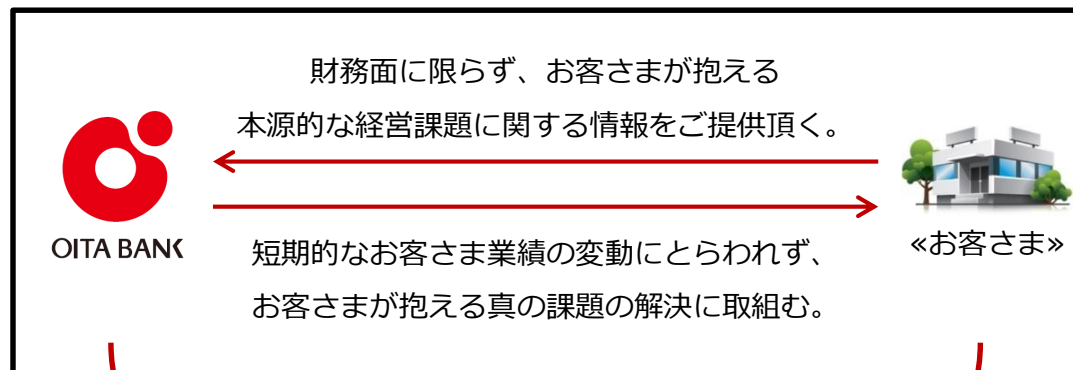 財務面に限らず、お客さまが抱える
本源的な経営課題に関する情報をご提供頂く。
OITA BANK
«お客さま»
短期的なお客さま業績の変動にとらわれず、
お客さまが抱える真の課題の解決に取組む。